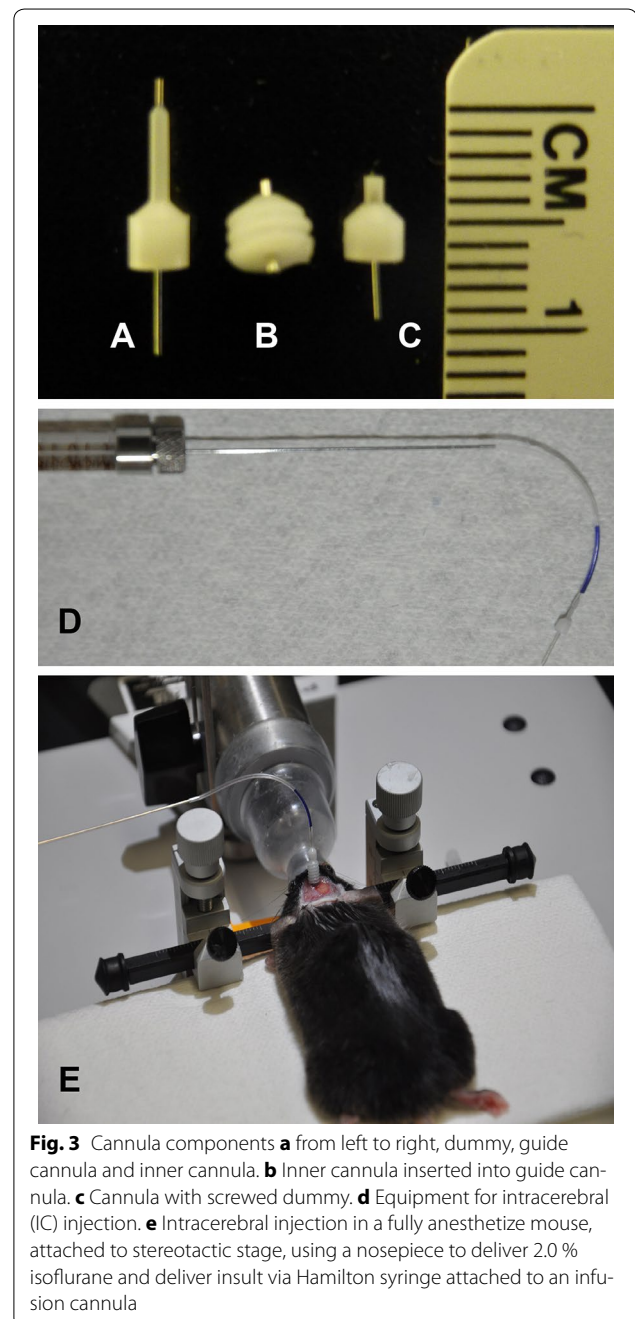 A
B
C
CM
1
D
E
Fig. 3 Cannula components a from left to right, dummy, guide
cannula and inner cannula. b Inner cannula inserted into guide can-
nula. c Cannula with screwed dummy. d Equipment for intracerebral
(IC) injection. e Intracerebral injection in a fully anesthetize mouse,
attached to stereotactic stage, using a nosepiece to deliver 2.0 %
isoflurane and deliver insult via Hamilton syringe attached to an infu-
sion cannula